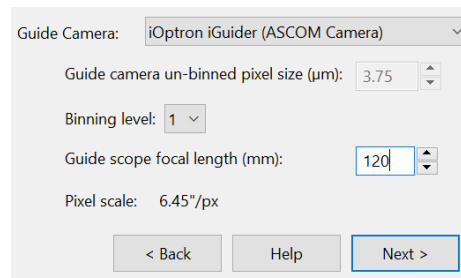 Guide Camera: iOptron iGuider (ASCOM Camera)
Guide camera un-binned pixel size (µm): 3.75
Binning level: 1
Guide scope focal length (mm): 120
Pixel scale: 6.45"/px
< Back Help Next >